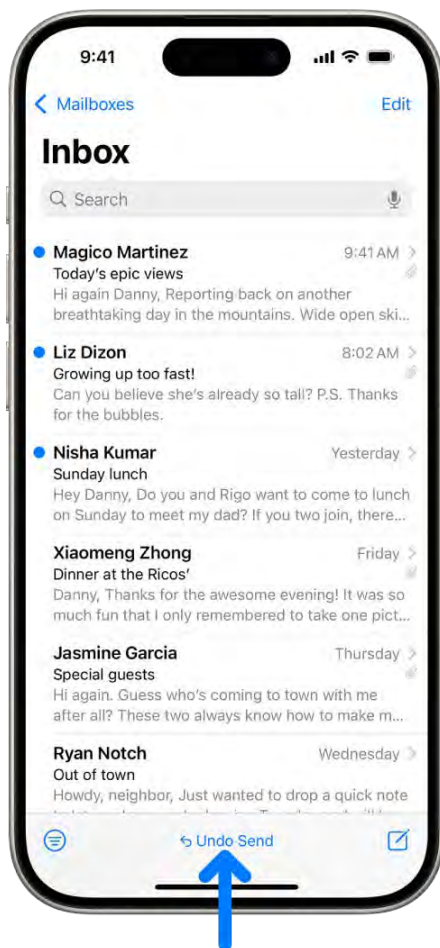 9:41
Mailboxes
Edit
Inbox
Search
Magico Martinez
9:41 AM
Today's epic views
Hi again Danny, Reporting back on another
breathtaking day in the mountains. Wide open ski...
Liz Dizon
8:02 AM
Growing up too fast!
Can you believe she's already so tall? P.S. Thanks
for the bubbles.
Nisha Kumar
Yesterday
Sunday lunch
Hey Danny, Do you and Rigo want to come to lunch
on Sunday to meet my dad? If you two join, there...
Xiaomeng Zhong
Friday
Dinner at the Ricos'
Danny, Thanks for the awesome evening! It was so
much fun that I only remembered to take one pict...
Jasmine Garcia
Thursday
Special guests
Hi again. Guess who's coming to town with me
after all? These two always know how to make m...
Ryan Notch
Wednesday
Out of town
Howdy, neighbor, Just wanted to drop a quick note
Undo Send